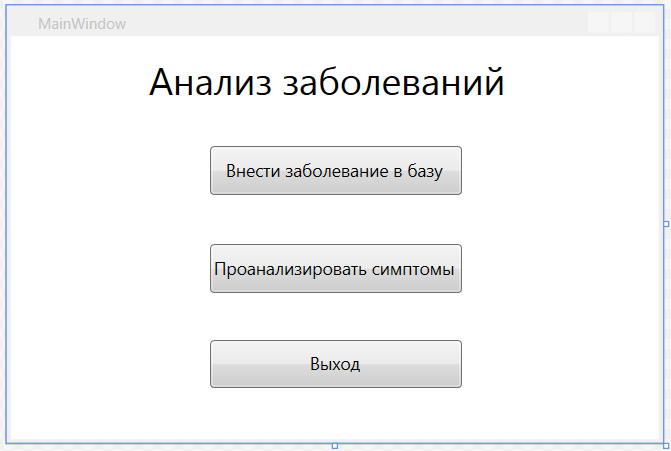 MainWindow
Анализ заболеваний
Внести заболевание в базу
Проанализировать симптомы
Выход